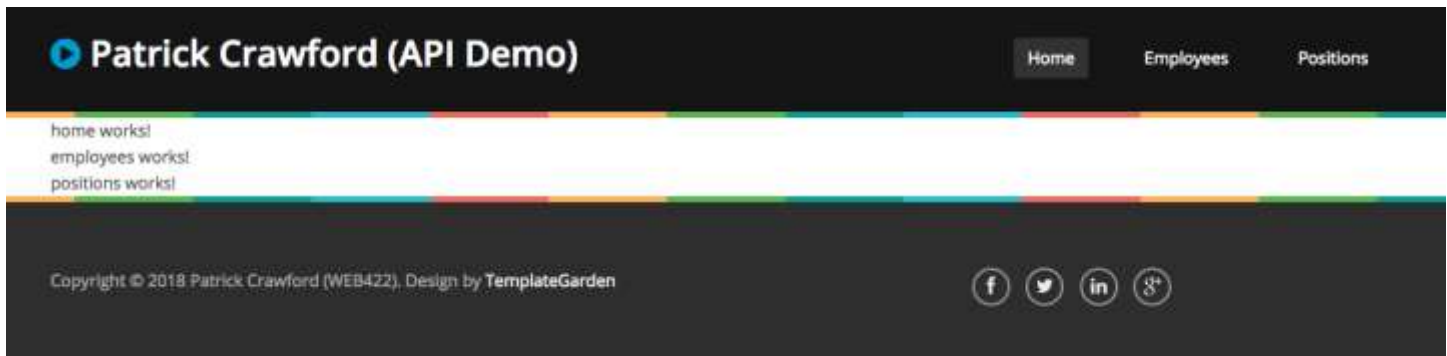 Patrick Crawford (API Demo)
Home Employees Positions
home works!
employees works!
positions works!
Copyright © 2018 Patrick Crawford (WEB422). Design by TemplateGarden
f in g+